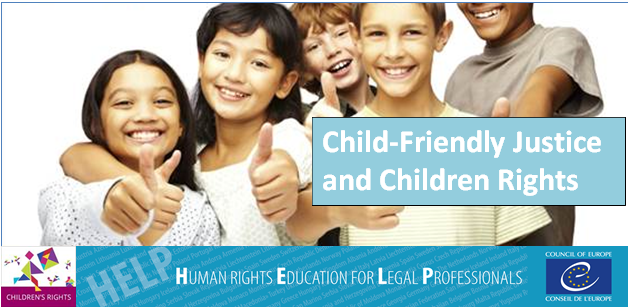 Child-Friendly Justice
and Children Rights
CHILDREN'S RIGHTS
HELP
HUMAN RIGHTS EDUCATION FOR LEGAL PROFESSIONALS
COUNCIL OF EUROPE
CONSEIL DE L'EUROPE